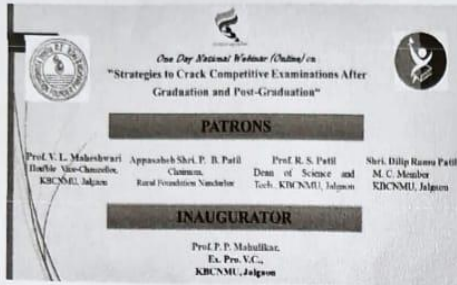 One Day National Webinar (Online) on
"Strategies to Crack Competitive Examinations After
Graduation and Post-Graduation"
PATRONS
Prof. V. L. Maheshwari
Hon'ble Vice-Chancellor,
KBCNMU, Jalgaon
Appasaheb Shri. P. B. Patil
Chairman,
Rural Foundation Nandurbar
Prof. R. S. Patil
Dean of Science and
Tech., KBCNMU, Jalgaon
Shri. Dilip Ramu Patil
M. C. Member
KBCNMU, Jalgaon
INAUGURATOR
Prof. P. P. Mahulikar,
Ex. Pro. V.C.,
KBCNMU, Jalgaon